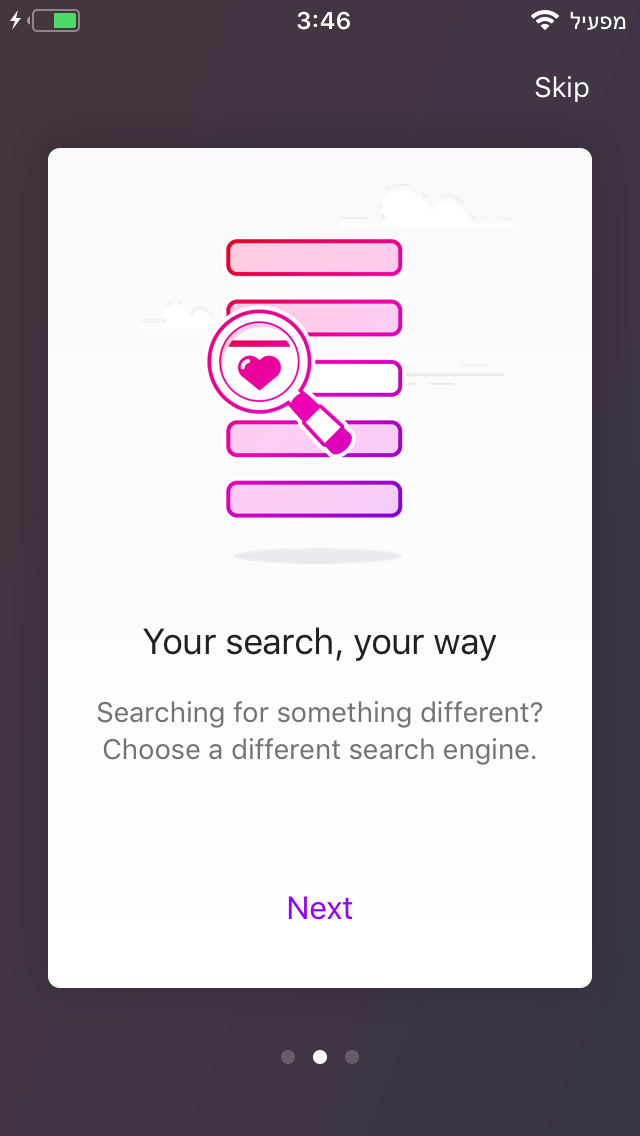 3:46
מפעיל
Skip
Your search, your way
Searching for something different?
Choose a different search engine.
Next